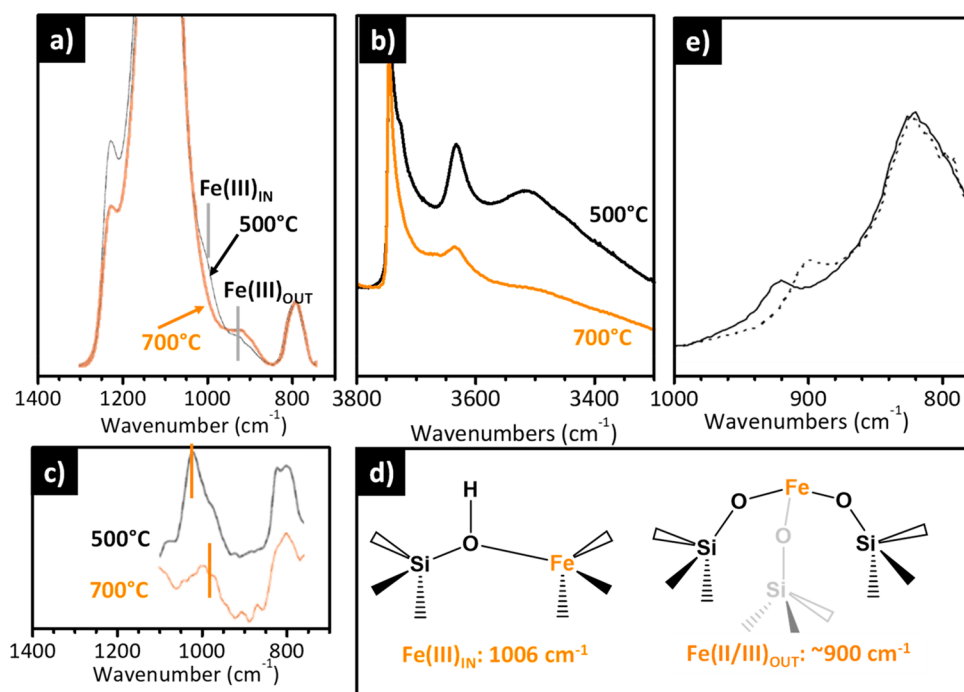 a)
Fe(III)IN
500°C
Fe(III)OUT
700°C
1400 1200 1000 800
Wavenumber (cm-1)
b)
500°C
700°C
3800 3600 3400
Wavenumbers (cm-1)
e)
1000 900 800
Wavenumbers (cm-1)
c)
500°C
700°C
1200 1000 800
Wavenumber (cm-1)
d)
H
O
Si
Fe
Fe(III)IN: 1006 cm-1
Fe
O O
O
Si Si
Si
Fe(II/III)OUT: ~900 cm-1